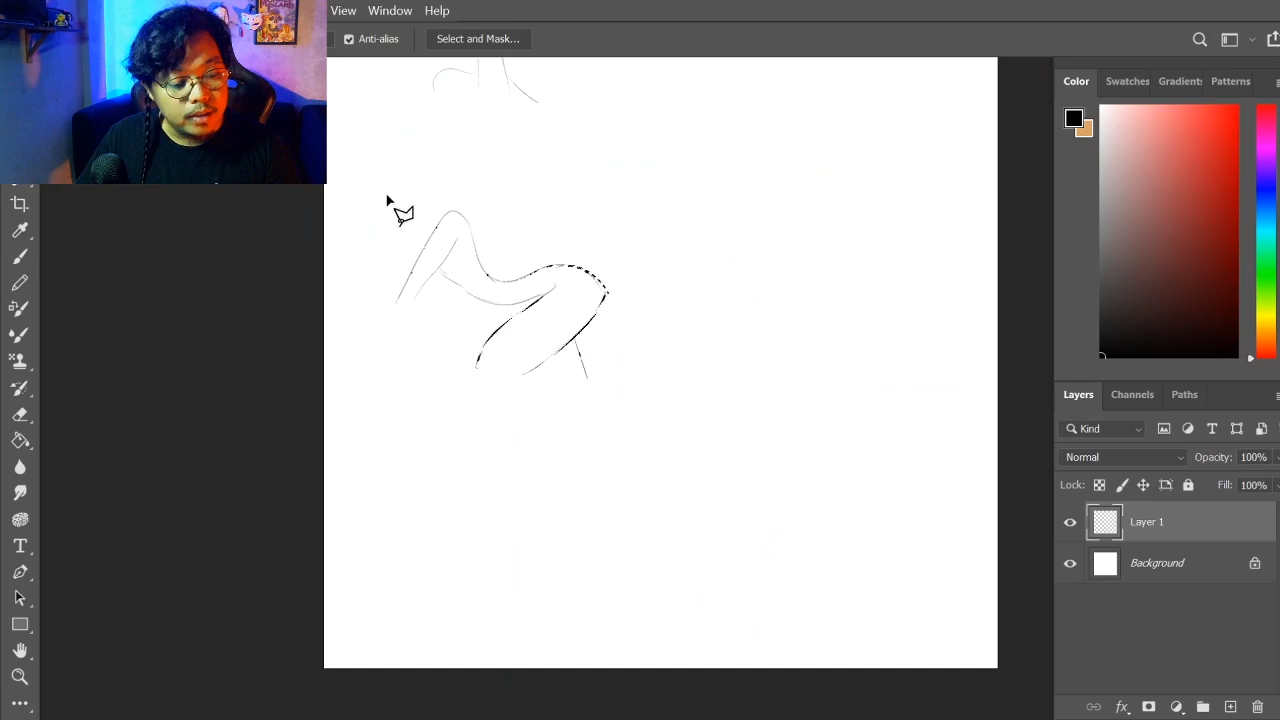 View Window Help
Anti-alias Select and Mask...
Color Swatches Gradient Patterns
Layers Channels Paths
Kind
Normal Opacity: 100%
Lock: Fill: 100%
Layer 1
Background